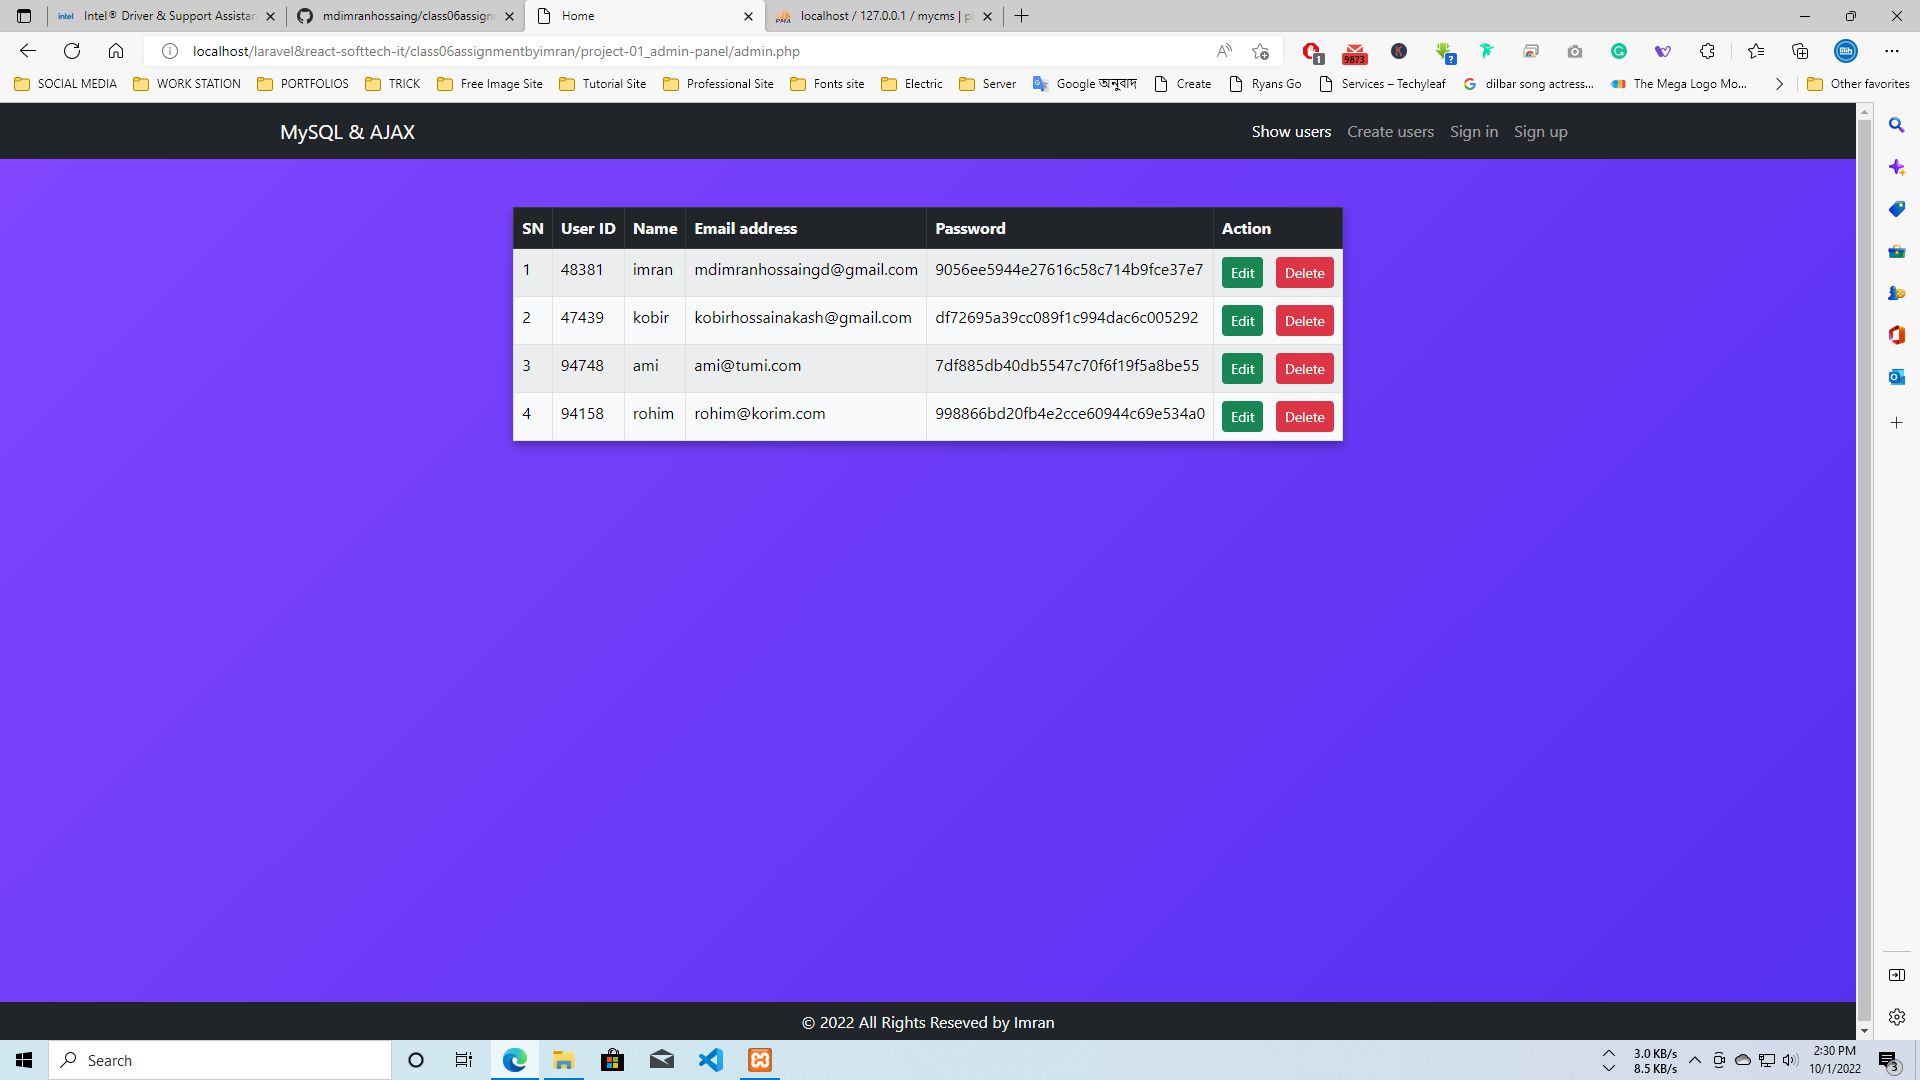 Intel® Driver & Support Assistan
mdimranhossaing/class06assignm
Home
localhost / 127.0.0.1 / mycms | p
localhost/laravel&react-softtech-it/class06assignmentbyimran/project-01_admin-panel/admin.php
1
9873
K
?
SOCIAL MEDIA
WORK STATION
PORTFOLIOS
TRICK
Free Image Site
Tutorial Site
Professional Site
Fonts site
Electric
Server
Google অনুবাদ
Create
Ryans Go
Services – Techyleaf
dilbar song actress...
The Mega Logo Mo...
Other favorites
MySQL & AJAX
Show users Create users Sign in Sign up
SN User ID Name Email address Password Action
1 48381 imran mdimranhossaingd@gmail.com 9056ee5944e27616c58c714b9fce37e7 Edit Delete
2 47439 kobir kobirhossainakash@gmail.com df72695a39cc089f1c994dac6c005292 Edit Delete
3 94748 ami ami@tumi.com 7df885db40db5547c70f6f19f5a8be55 Edit Delete
4 94158 rohim rohim@korim.com 998866bd20fb4e2cce60944c69e534a0 Edit Delete
© 2022 All Rights Reseved by Imran
Search
3.0 KB/s
8.5 KB/s
2:30 PM
10/1/2022
3